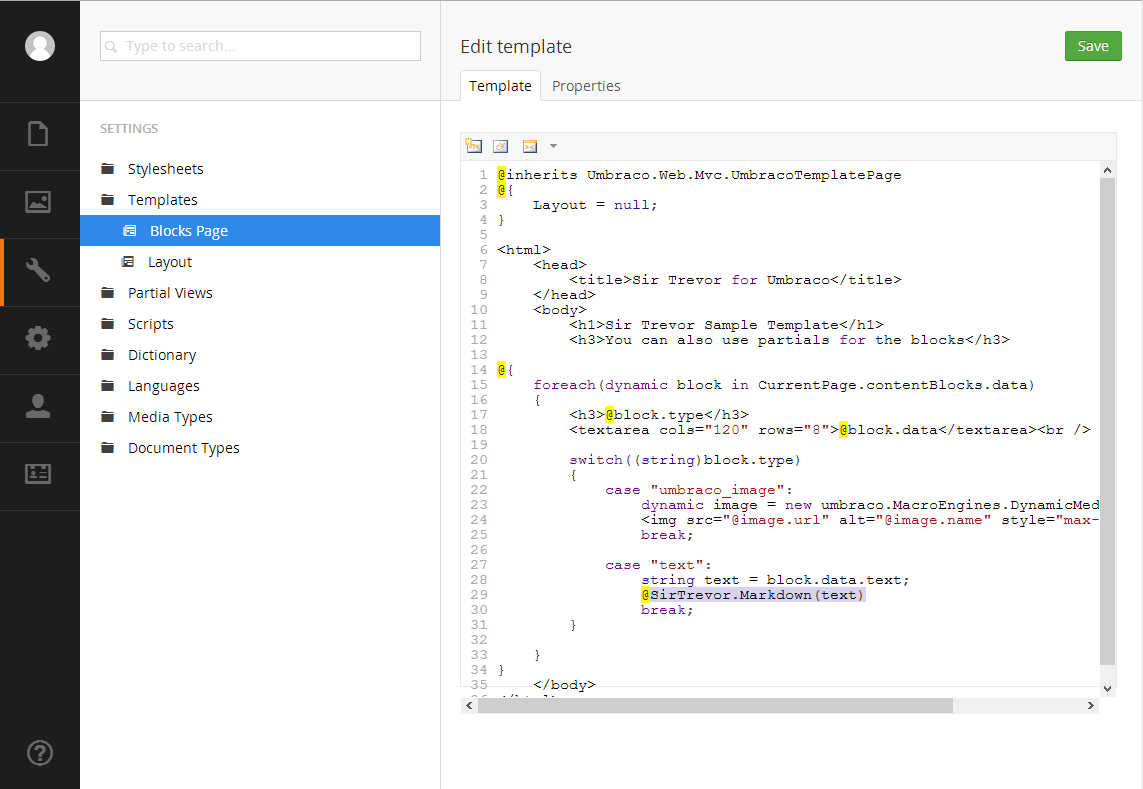 Type to search...
SETTINGS
Stylesheets
Templates
Blocks Page
Layout
Partial Views
Scripts
Dictionary
Languages
Media Types
Document Types
Edit template
Save
Template
Properties
1 @inherits Umbraco.Web.Mvc.UmbracoTemplatePage
2 @{
3     Layout = null;
4 }
5
6 <html>
7     <head>
8         <title>Sir Trevor for Umbraco</title>
9     </head>
10     <body>
11         <h1>Sir Trevor Sample Template</h1>
12         <h3>You can also use partials for the blocks</h3>
13
14 @{
15     foreach(dynamic block in CurrentPage.contentBlocks.data)
16     {
17         <h3>@block.type</h3>
18         <textarea cols="120" rows="8">@block.data</textarea><br />
19
20         switch((string)block.type)
21         {
22             case "umbraco_image":
23                 dynamic image = new umbraco.MacroEngines.DynamicMed
24                 <img src="@image.url" alt="@image.name" style="max-
25                 break;
26
27             case "text":
28                 string text = block.data.text;
29                 @SirTrevor.Markdown(text)
30                 break;
31         }
32
33     }
34 }
35     </body>